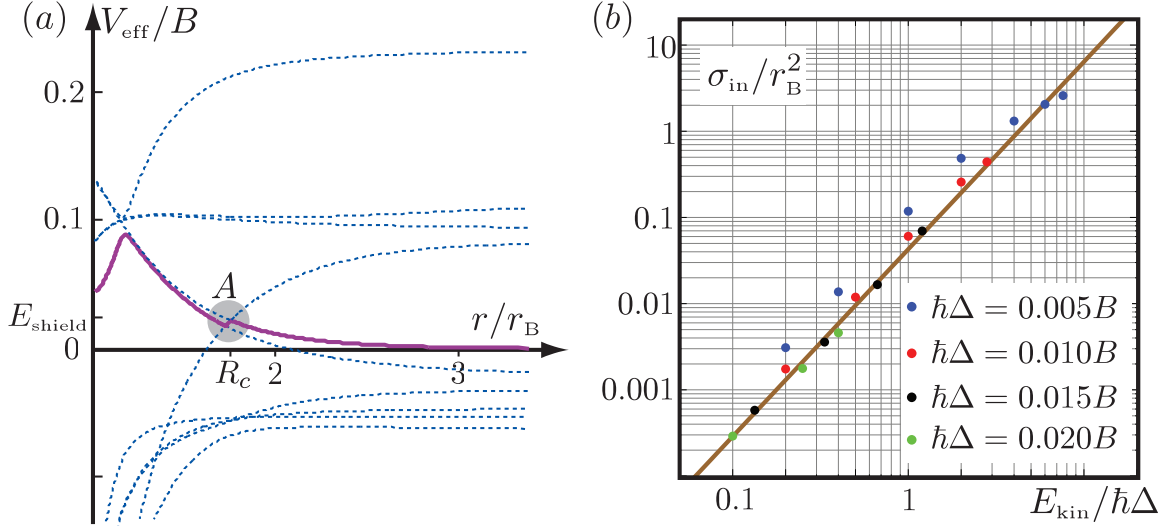 (a)
V_eff/B
0.2
0.1
A
E_shield
0
r/r_B
R_c
2
3
(b)
10
σ_in/r_B^2
1
0.1
0.01
0.001
ħΔ = 0.005B
ħΔ = 0.010B
ħΔ = 0.015B
ħΔ = 0.020B
0.1
1
E_kin/ħΔ